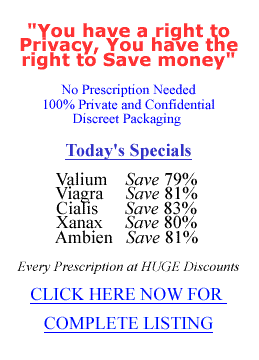 "You have a right to
Privacy, You have the
right to Save money"
No Prescription Needed
100% Private and Confidential
Discreet Packaging
Today's Specials
Valium Save 79%
Viagra Save 81%
Cialis Save 83%
Xanax Save 80%
Ambien Save 81%
Every Prescription at HUGE Discounts
CLICK HERE NOW FOR
COMPLETE LISTING